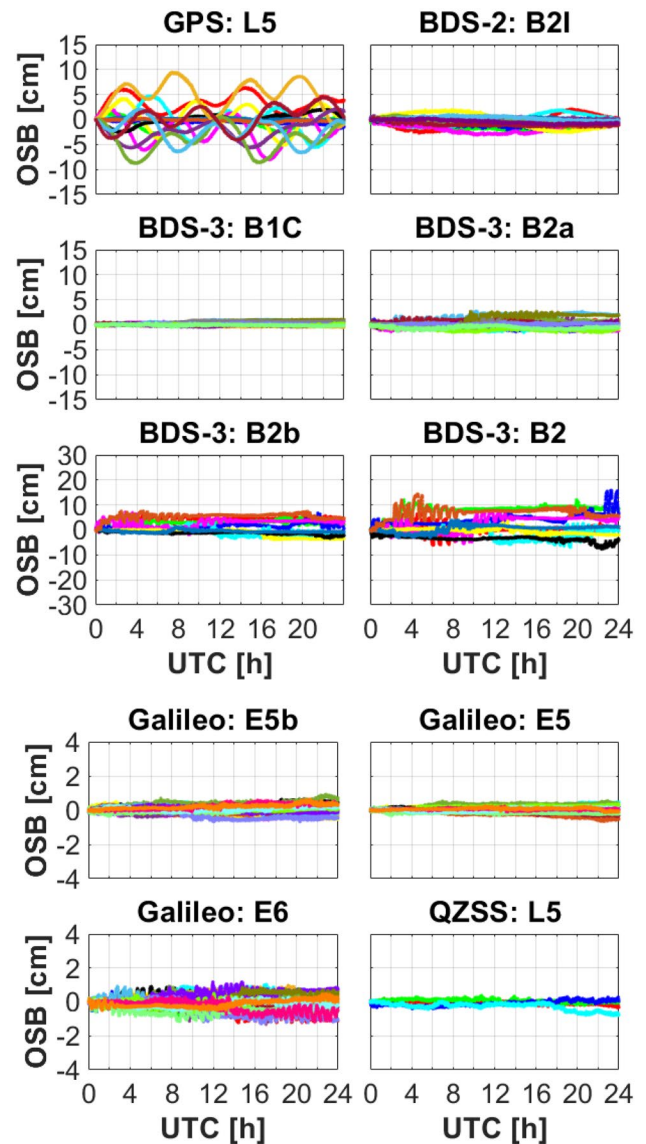 GPS: L5
BDS-2: B2I
OSB [cm]
15
10
5
0
-5
-10
-15
BDS-3: B1C
BDS-3: B2a
OSB [cm]
15
10
5
0
-5
-10
-15
BDS-3: B2b
BDS-3: B2
OSB [cm]
30
20
10
0
-10
-20
-30
0 4 8 12 16 20
0 4 8 12 16 20 24
UTC [h]
UTC [h]
Galileo: E5b
Galileo: E5
OSB [cm]
4
2
0
-2
-4
Galileo: E6
QZSS: L5
OSB [cm]
4
2
0
-2
-4
0 4 8 12 16 20 24
0 4 8 12 16 20 24
UTC [h]
UTC [h]